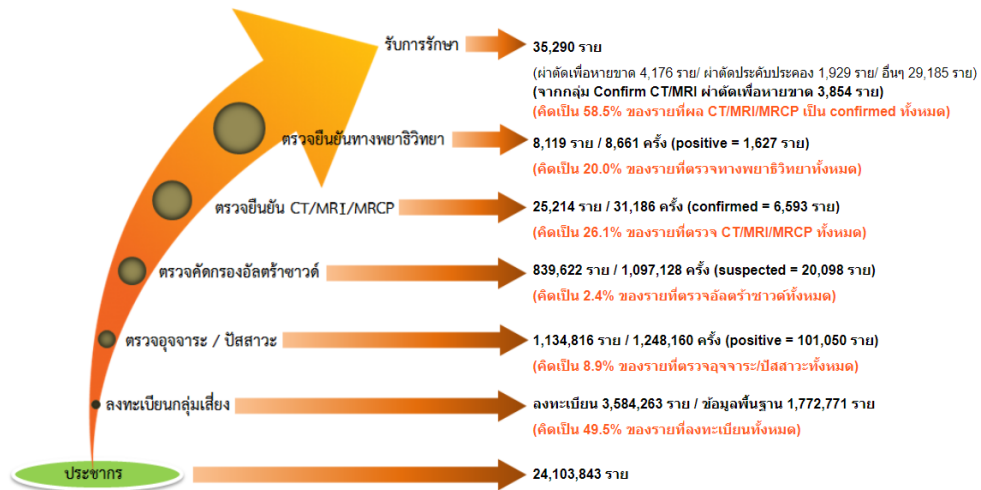 รับการรักษา
35,290 ราย
(ผ่าตัดเพื่อหายขาด 4,176 ราย/ ผ่าตัดประคับประคอง 1,929 ราย/ อื่นๆ 29,185 ราย)
(จากกลุ่ม Confirm CT/MRI ผ่าตัดเพื่อหายขาด 3,854 ราย)
(คิดเป็น 58.5% ของรายที่ผล CT/MRI/MRCP เป็น confirmed ทั้งหมด)
ตรวจยืนยันทางพยาธิวิทยา
8,119 ราย / 8,661 ครั้ง (positive = 1,627 ราย)
(คิดเป็น 20.0% ของรายที่ตรวจทางพยาธิวิทยาทั้งหมด)
ตรวจยืนยัน CT/MRI/MRCP
25,214 ราย / 31,186 ครั้ง (confirmed = 6,593 ราย)
(คิดเป็น 26.1% ของรายที่ตรวจ CT/MRI/MRCP ทั้งหมด)
ตรวจคัดกรองอัลตร้าซาวด์
839,622 ราย / 1,097,128 ครั้ง (suspected = 20,098 ราย)
(คิดเป็น 2.4% ของรายที่ตรวจอัลตร้าซาวด์ทั้งหมด)
ตรวจอุจจาระ / ปัสสาวะ
1,134,816 ราย / 1,248,160 ครั้ง (positive = 101,050 ราย)
(คิดเป็น 8.9% ของรายที่ตรวจอุจจาระ/ปัสสาวะทั้งหมด)
ลงทะเบียนกลุ่มเสี่ยง
ลงทะเบียน 3,584,263 ราย / ข้อมูลพื้นฐาน 1,772,771 ราย
(คิดเป็น 49.5% ของรายที่ลงทะเบียนทั้งหมด)
ประชากร
24,103,843 ราย